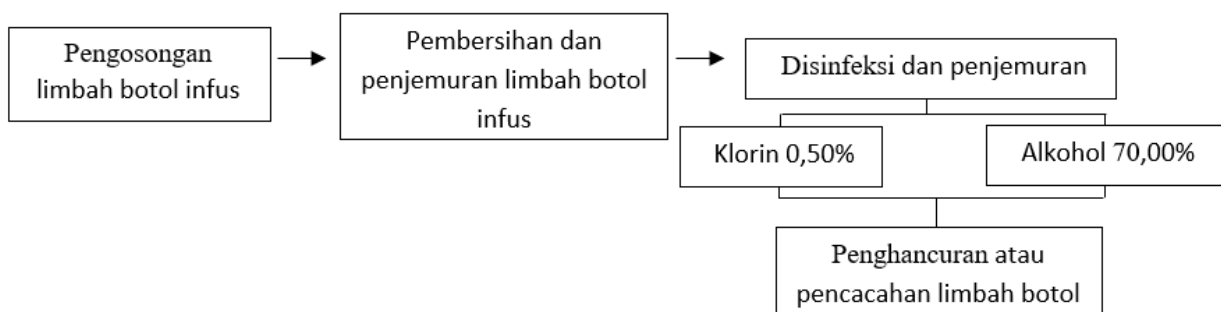 Pengosongan
limbah botol infus
Pembersihan dan
penjemuran limbah botol
infus
Disinfeksi dan penjemuran
Klorin 0,50%
Alkohol 70,00%
Penghancuran atau
pencacahan limbah botol